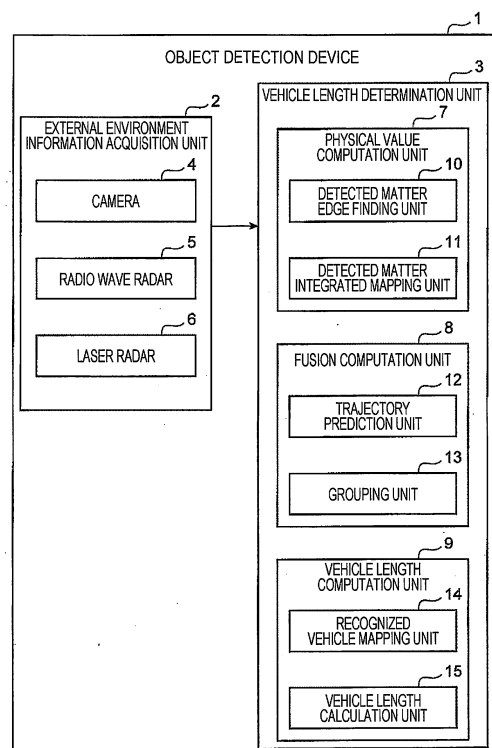 1
OBJECT DETECTION DEVICE
2
EXTERNAL ENVIRONMENT
INFORMATION ACQUISITION UNIT
4
CAMERA
5
RADIO WAVE RADAR
6
LASER RADAR
3
VEHICLE LENGTH DETERMINATION UNIT
7
PHYSICAL VALUE
COMPUTATION UNIT
10
DETECTED MATTER
EDGE FINDING UNIT
11
DETECTED MATTER
INTEGRATED MAPPING UNIT
8
FUSION COMPUTATION UNIT
12
TRAJECTORY
PREDICTION UNIT
13
GROUPING UNIT
9
VEHICLE LENGTH
COMPUTATION UNIT
14
RECOGNIZED
VEHICLE MAPPING UNIT
15
VEHICLE LENGTH
CALCULATION UNIT